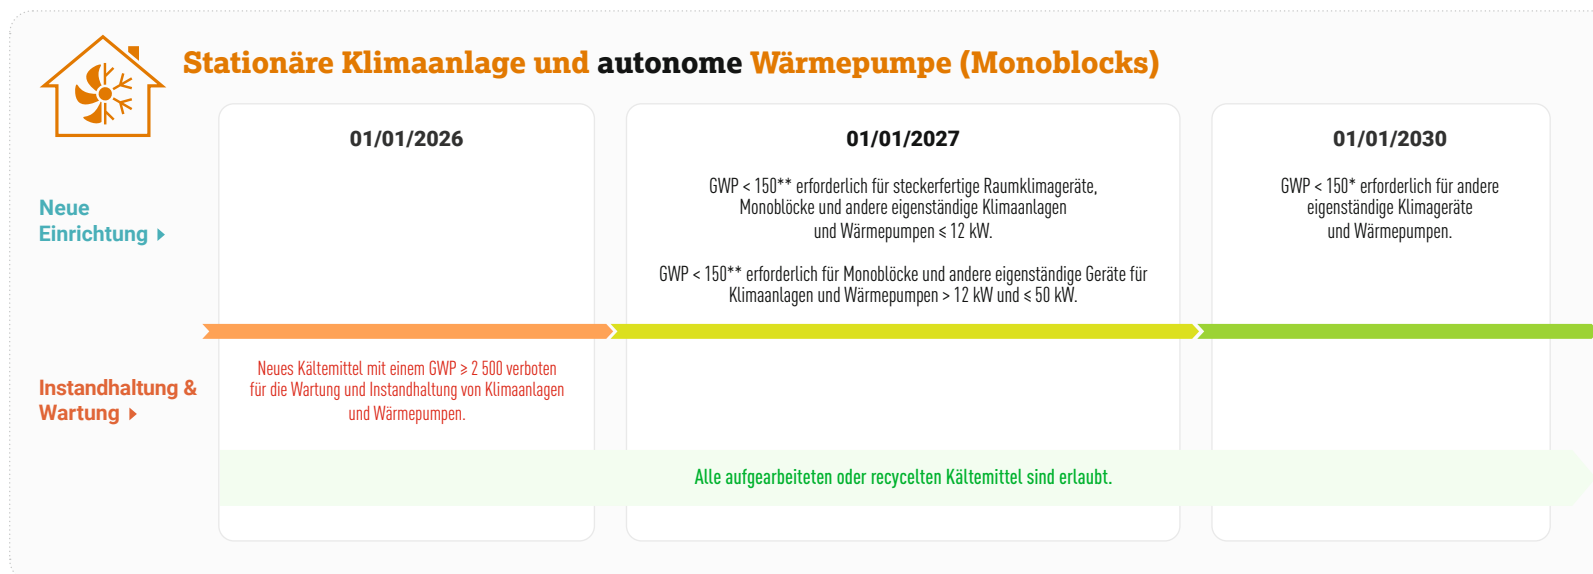 Stationäre Klimaanlage und autonome Wärmepumpe (Monoblocks)
01/01/2026
01/01/2027
01/01/2030
Neue
Einrichtung
GWP < 150** erforderlich für steckerfertige Raumklimageräte,
Monoblöcke und andere eigenständige Klimaanlagen
und Wärmepumpen ≤ 12 kW.
GWP < 150** erforderlich für Monoblöcke und andere eigenständige Geräte für
Klimaanlagen und Wärmepumpen > 12 kW und ≤ 50 kW.
GWP < 150* erforderlich für andere
eigenständige Klimageräte
und Wärmepumpen.
Instandhaltung &
Wartung
Neues Kältemittel mit einem GWP ≥ 2 500 verboten
für die Wartung und Instandhaltung von Klimaanlagen
und Wärmepumpen.
Alle aufgearbeiteten oder recycelten Kältemittel sind erlaubt.